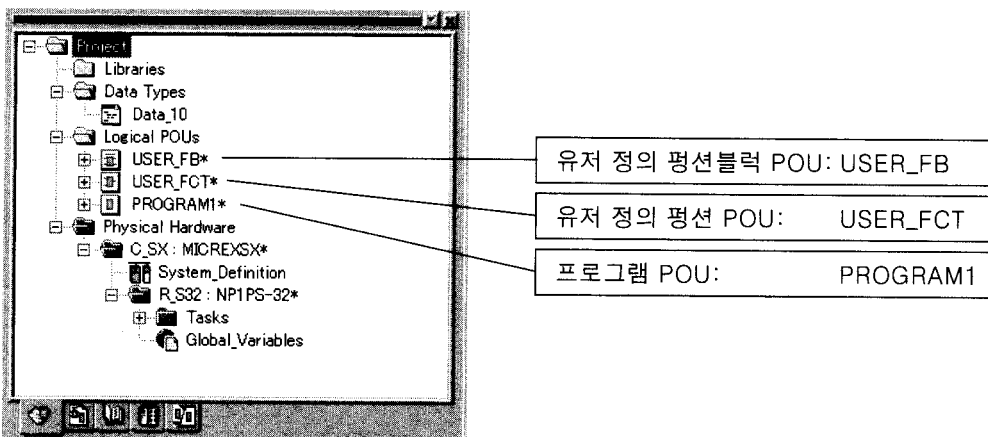 Project
Libraries
Data Types
Data_10
Logical POUs
USER_FB*
USER_FCT*
PROGRAM1*
Physical Hardware
C_SX : MICREXSX*
System_Definition
R_S32 : NP1PS-32*
Tasks
Global_Variables
유저 정의 펑션블럭 POU: USER_FB
유저 정의 펑션 POU: USER_FCT
프로그램 POU: PROGRAM1